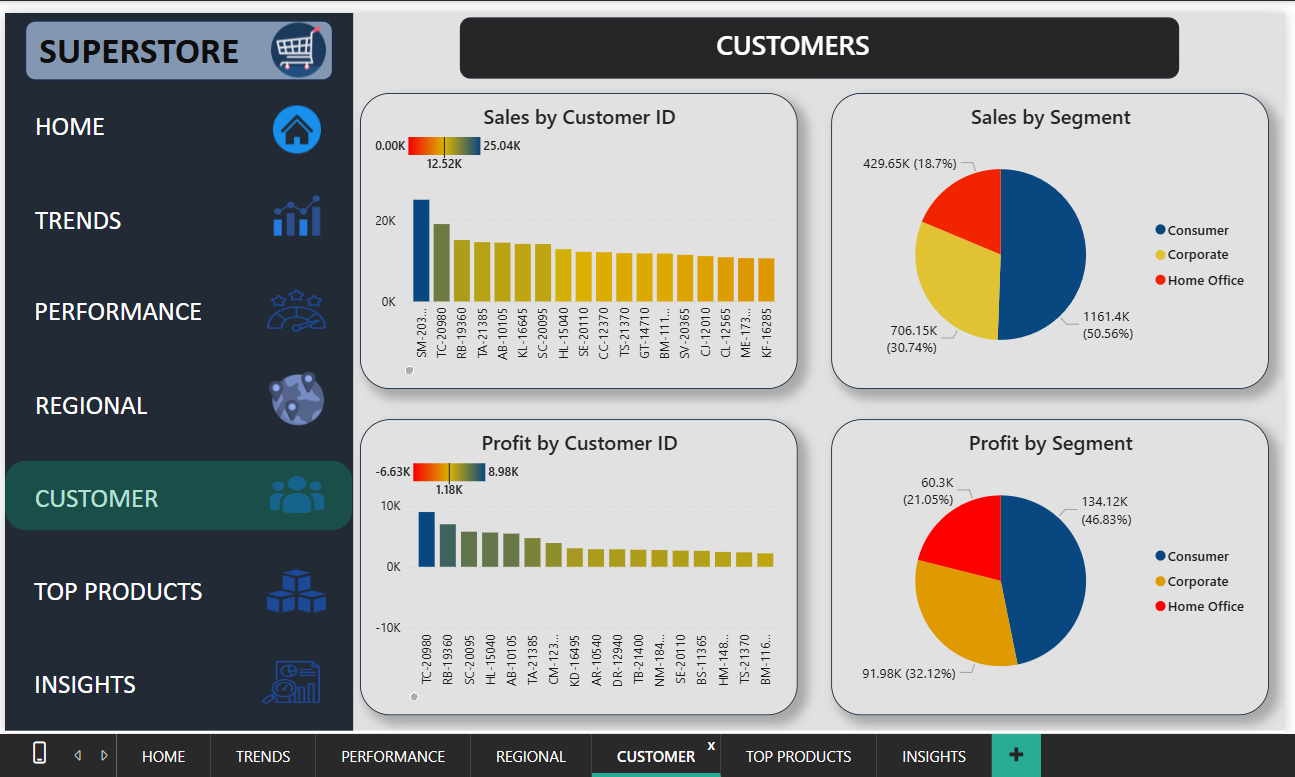 SUPERSTORE
HOME
TRENDS
PERFORMANCE
REGIONAL
CUSTOMER
TOP PRODUCTS
INSIGHTS
CUSTOMERS
Sales by Customer ID
0.00K
25.04K
12.52K
20K
0K
SM-203...
TC-20980
RB-19360
TA-21385
AB-10105
KL-16645
SC-20095
HL-15040
SE-20110
CC-12370
TS-21370
GT-14710
BM-111...
SV-20365
CJ-12010
CL-12565
ME-173...
KF-16285
Sales by Segment
429.65K (18.7%)
706.15K
(30.74%)
1161.4K
(50.56%)
Consumer
Corporate
Home Office
Profit by Customer ID
-6.63K
8.98K
1.18K
10K
0K
-10K
TC-20980
RB-19360
SC-20095
HL-15040
AB-10105
TA-21385
CM-123...
KD-16495
AR-10540
DR-12940
TB-21400
NM-184...
SE-20110
BS-11365
HM-148...
TS-21370
BM-116...
Profit by Segment
60.3K
(21.05%)
134.12K
(46.83%)
91.98K (32.12%)
Consumer
Corporate
Home Office
HOME
TRENDS
PERFORMANCE
REGIONAL
CUSTOMER
x
TOP PRODUCTS
INSIGHTS
+